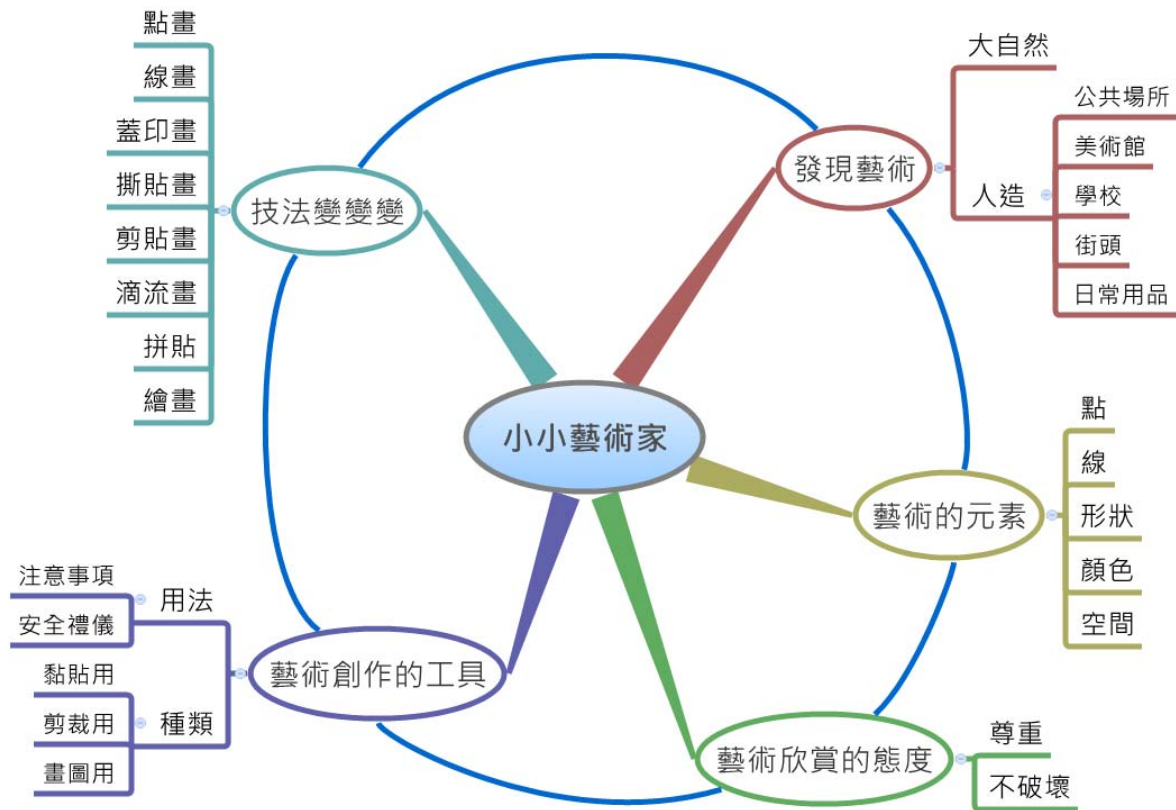 小小藝術家
發現藝術
大自然
人造
公共場所
美術館
學校
街頭
日常用品
藝術的元素
點
線
形狀
顏色
空間
藝術欣賞的態度
尊重
不破壞
藝術創作的工具
用法
注意事項
安全禮儀
種類
黏貼用
剪裁用
畫圖用
技法變變變
點畫
線畫
蓋印畫
撕貼畫
剪貼畫
滴流畫
拼貼
繪畫